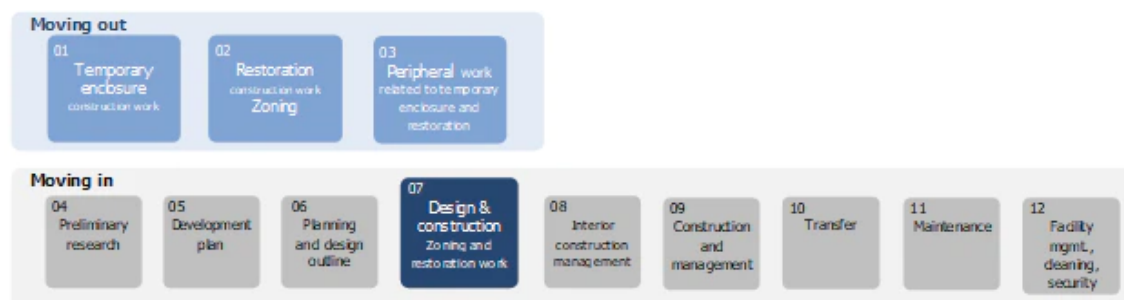 Moving out
01
Temporary
enclosure
construction work
02
Restoration
construction work
Zoning
03
Peripheral work
related to temporary
enclosure and
restoration
Moving in
04
Preliminary
research
05
Development
plan
06
Planning
and design
outline
07
Design &
construction
Zoning and
restoration work
08
Interior
construction
management
09
Construction
and
management
10
Transfer
11
Maintenance
12
Facility
mgmt.,
cleaning,
security